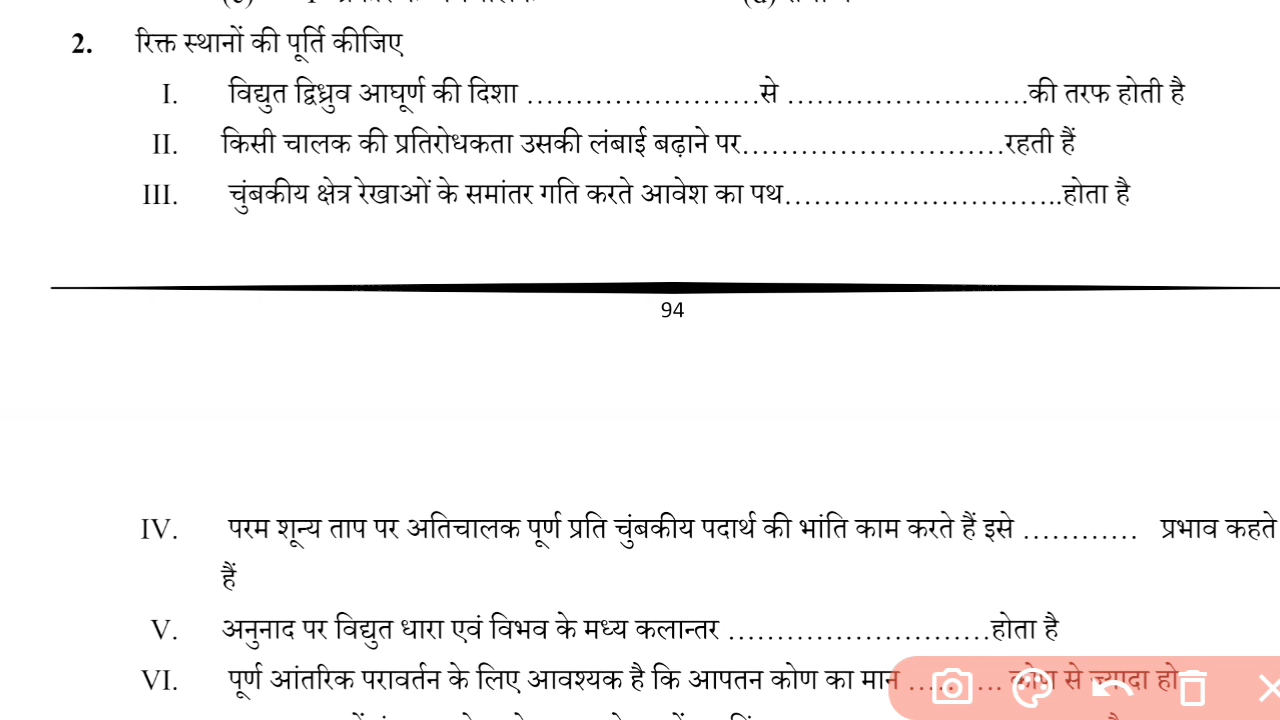 2. रिक्त स्थानों की पूर्ति कीजिए
I. विद्युत द्विध्रुव आघूर्ण की दिशा ........................से .........................की तरफ होती है
II. किसी चालक की प्रतिरोधकता उसकी लंबाई बढ़ाने पर...........................रहती हैं
III. चुंबकीय क्षेत्र रेखाओं के समांतर गति करते आवेश का पथ.............................होता है
94
IV. परम शून्य ताप पर अतिचालक पूर्ण प्रति चुंबकीय पदार्थ की भांति काम करते हैं इसे ............ प्रभाव कहते
हैं
V. अनुनाद पर विद्युत धारा एवं विभव के मध्य कलान्तर ...........................होता है
VI. पूर्ण आंतरिक परावर्तन के लिए आवश्यक है कि आपतन कोण का मान .......... कोण से ज्यादा हो